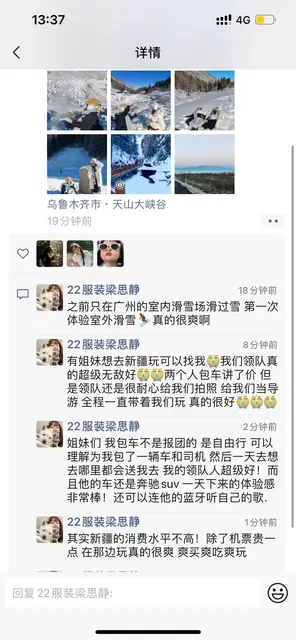 13:37
4G
详情
乌鲁木齐市·天山大峡谷
19分钟前
22服装梁思静
18分钟前
之前只在广州的室内滑雪场滑过雪 第一次
体验室外滑雪🏂真的很爽啊
22服装梁思静
8分钟前
有姐妹想去新疆玩可以找我😭我们领队真
的超级无敌好😭😭两个人包车讲了价 但
是领队还是很耐心给我们拍照 给我们当导
游 全程一直带着我们玩 真的很好😭😭😭
22服装梁思静
2分钟前
姐妹们 我包车不是报团的 是自由行 可以
理解为我包了一辆车和司机 然后一天去想
去哪里都会送我去 我的领队人超级好！而
且他的车还是奔驰suv 一天下来的体验感
非常棒！还可以连他的蓝牙听自己的歌.
22服装梁思静
1分钟前
其实新疆的消费水平不高！除了机票贵一
点 在那边玩真的很爽 爽买爽吃爽玩
回复22服装梁思静: